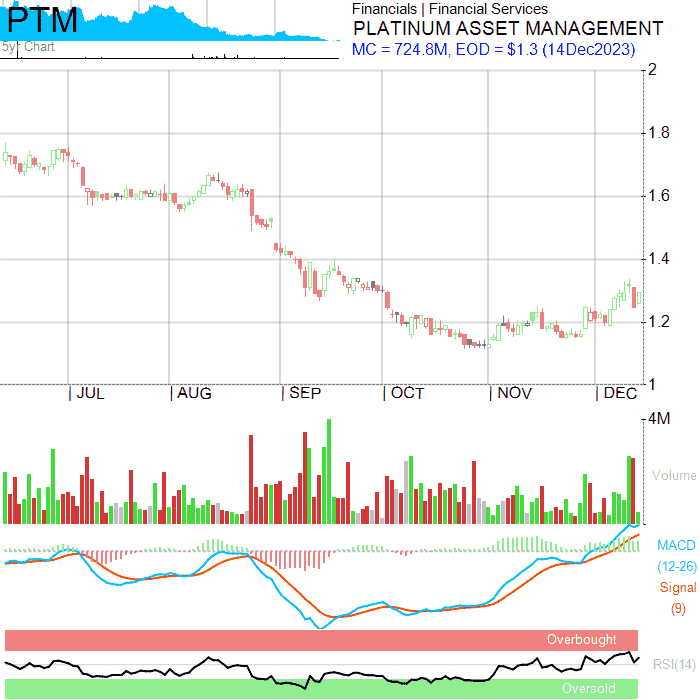 PTM
5yr Chart
Financials | Financial Services
PLATINUM ASSET MANAGEMENT
MC = 724.8M, EOD = $1.3 (14Dec2023)
2
1.8
1.6
1.4
1.2
1
JUL AUG SEP OCT NOV DEC
4M
Volume
MACD
(12-26)
Signal
(9)
Overbought
RSI(14)
Oversold